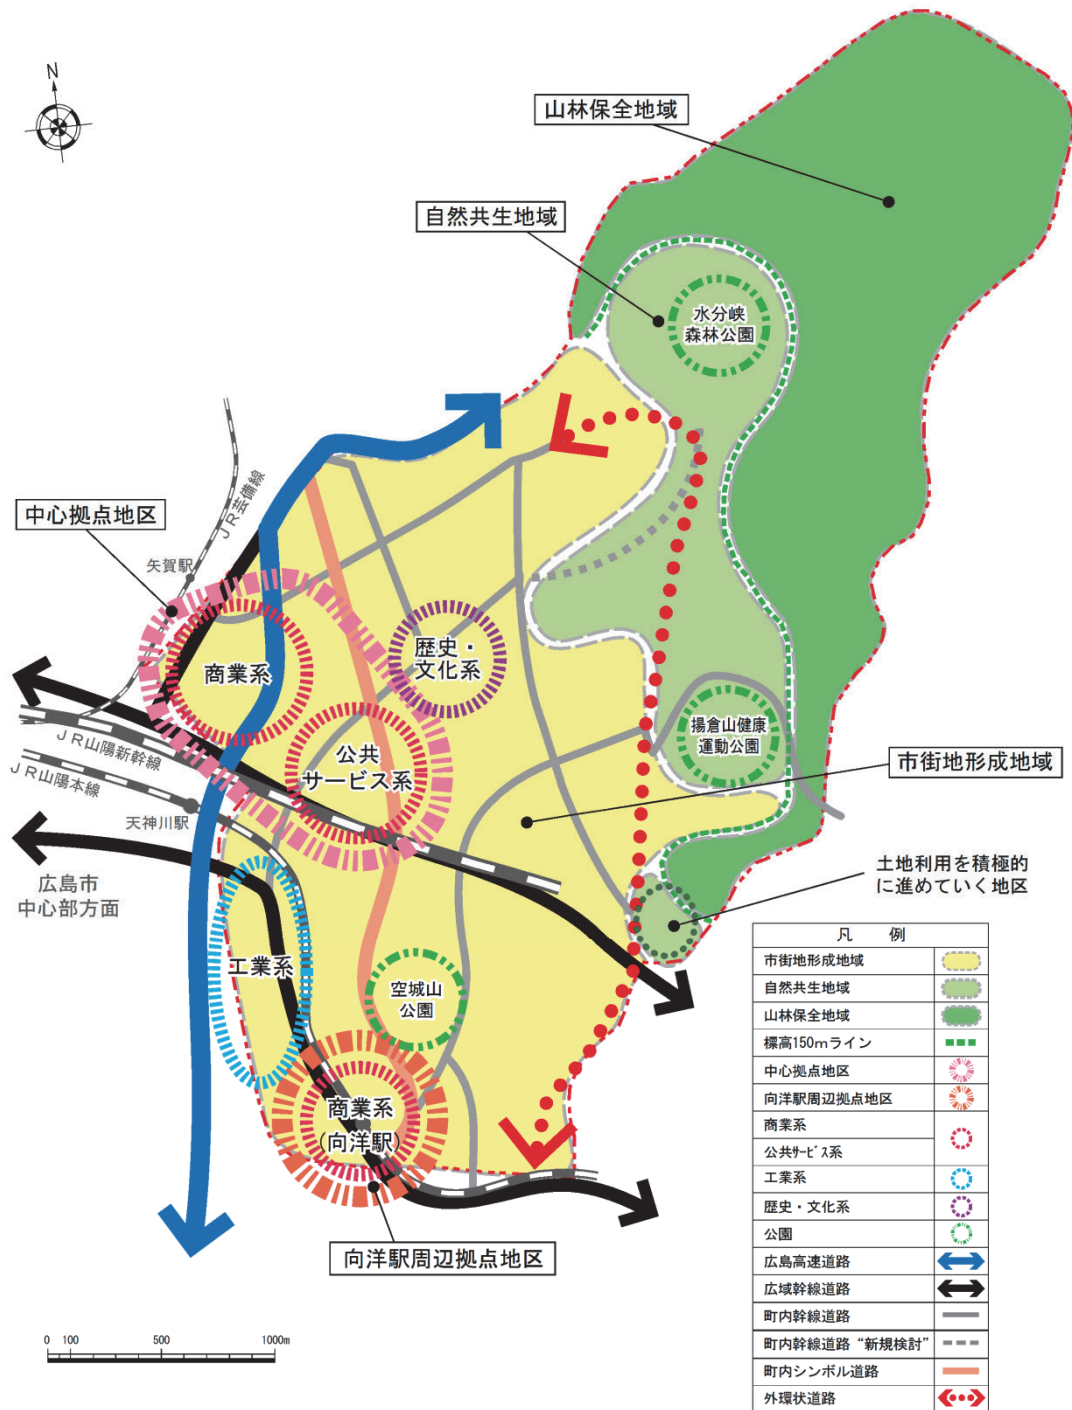 N
山林保全地域
自然共生地域
水分峡
森林公園
JR芸備線
中心拠点地区
矢賀駅
商業系
歴史・
文化系
公共
サービス系
揚倉山健康
運動公園
JR山陽新幹線
JR山陽本線
市街地形成地域
天神川駅
広島市
中心部方面
土地利用を積極的
に進めていく地区
工業系
空城山
公園
商業系
(向洋駅)
向洋駅周辺拠点地区
0 100 500 1000m
凡 例
市街地形成地域
自然共生地域
山林保全地域
標高150mライン
中心拠点地区
向洋駅周辺拠点地区
商業系
公共ｻｰﾋﾞｽ系
工業系
歴史・文化系
公園
広島高速道路
広域幹線道路
町内幹線道路
町内幹線道路“新規検討”
町内シンボル道路
外環状道路